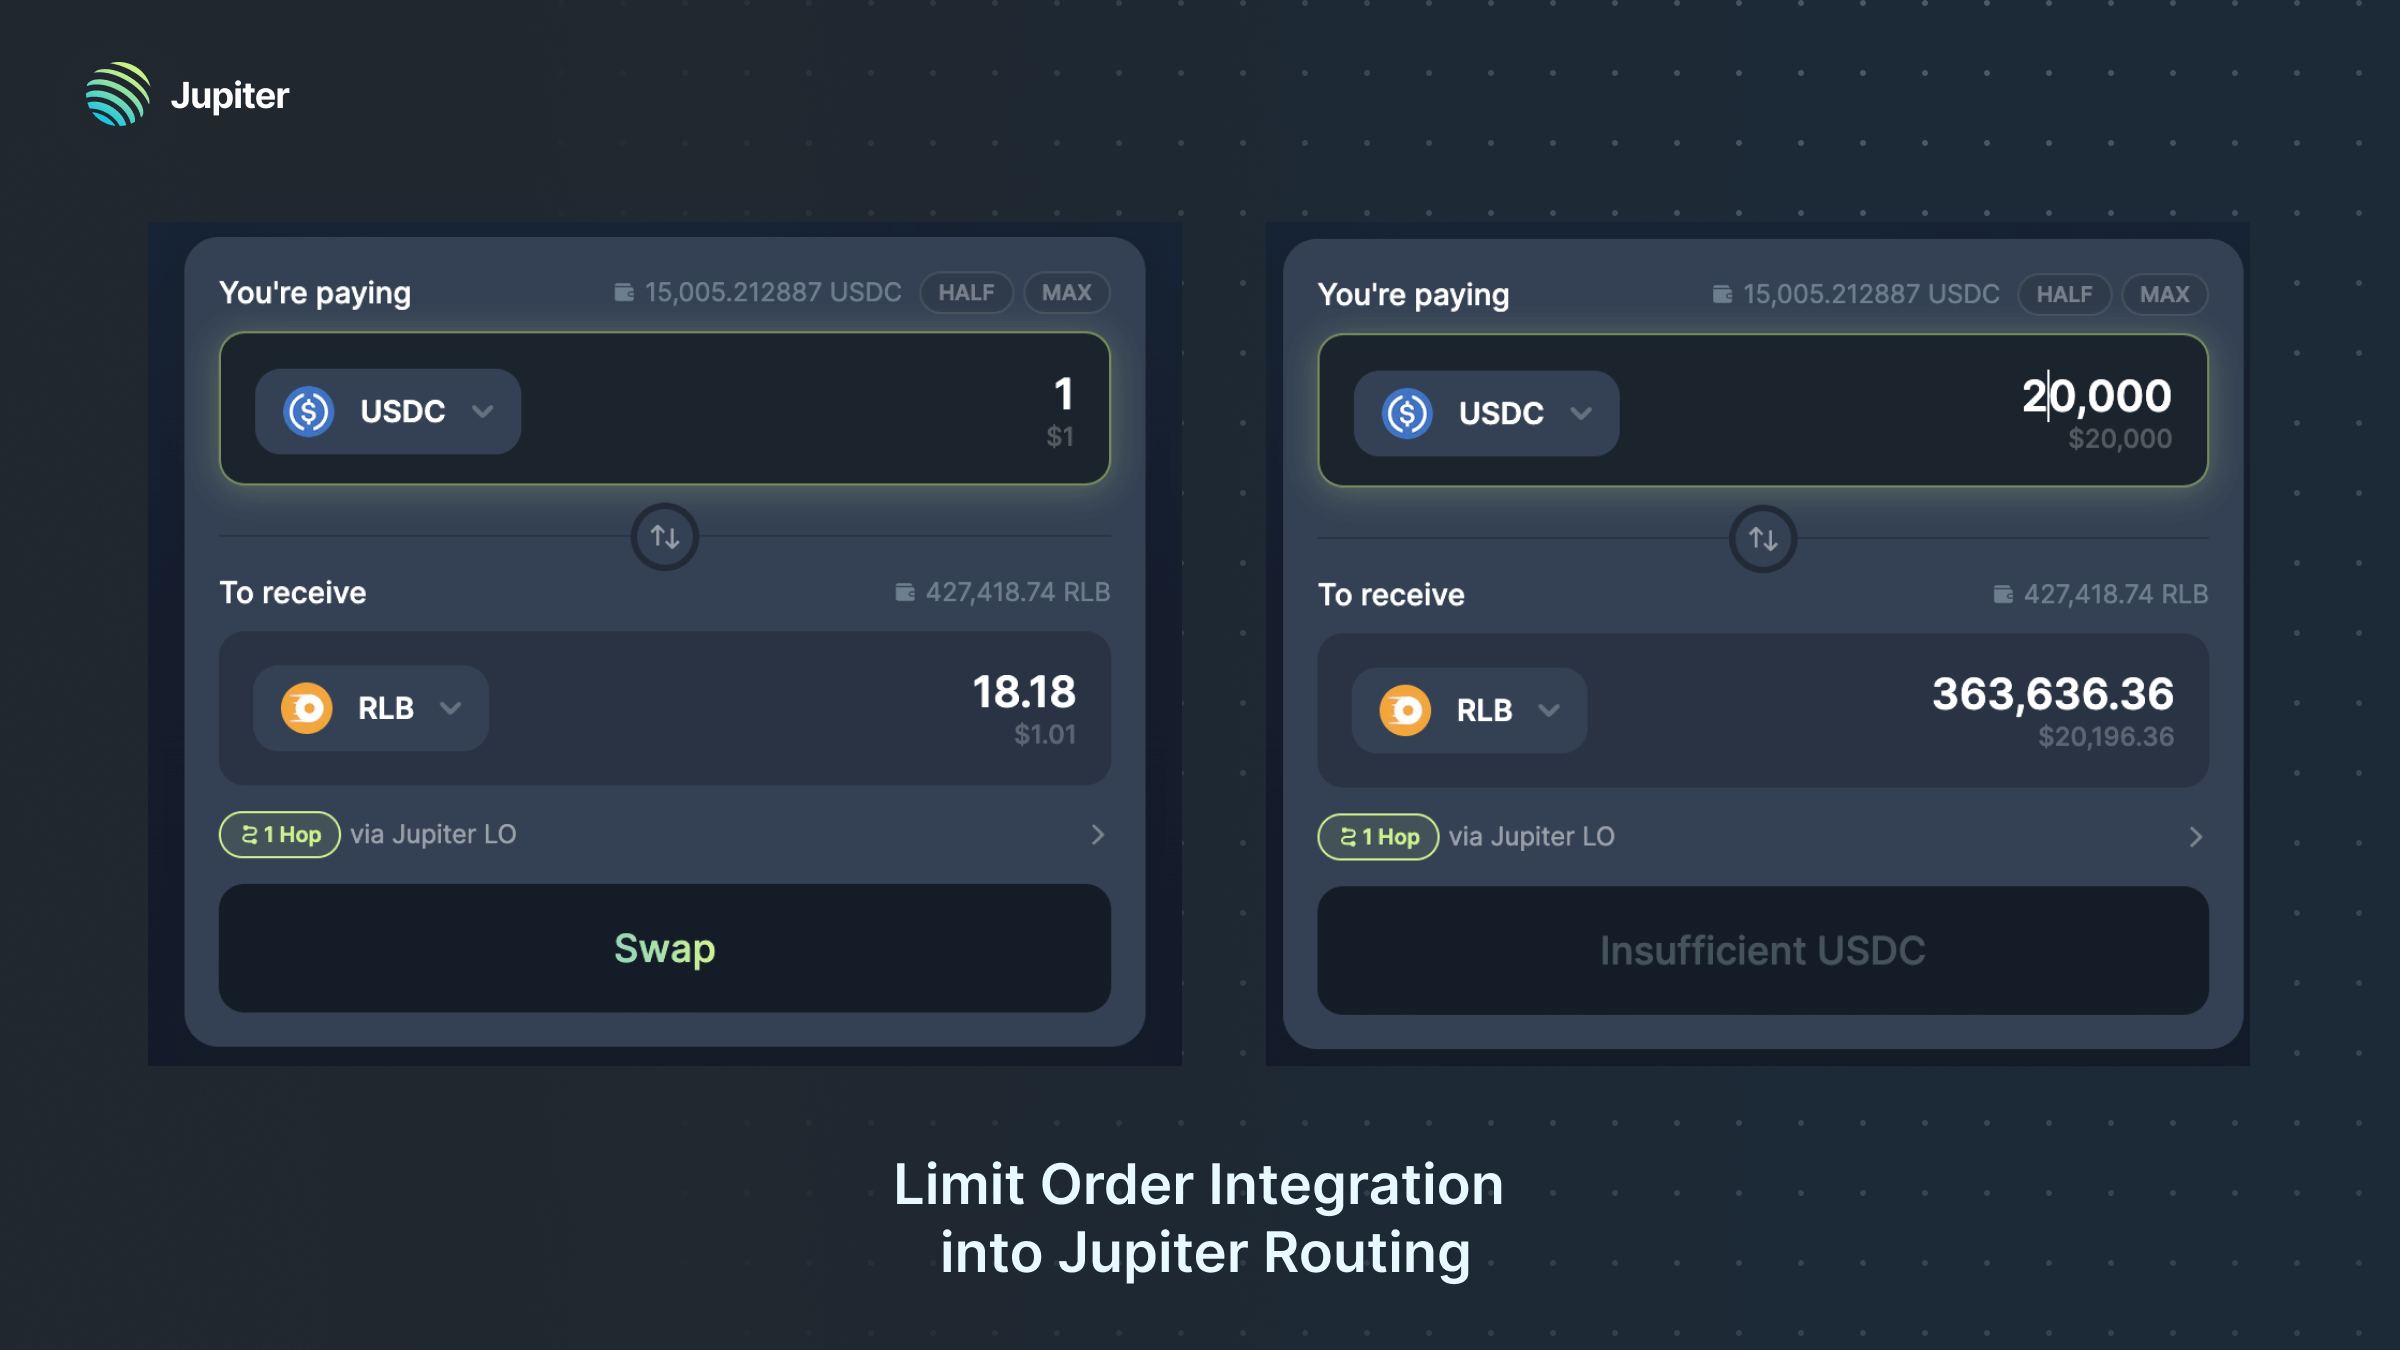 Jupiter
You're paying 15,005.212887 USDC HALF MAX
USDC 1
$1
To receive 427,418.74 RLB
RLB 18.18
$1.01
1 Hop via Jupiter LO
Swap
You're paying 15,005.212887 USDC HALF MAX
USDC 20,000
$20,000
To receive 427,418.74 RLB
RLB 363,636.36
$20,196.36
1 Hop via Jupiter LO
Insufficient USDC
Limit Order Integration
into Jupiter Routing